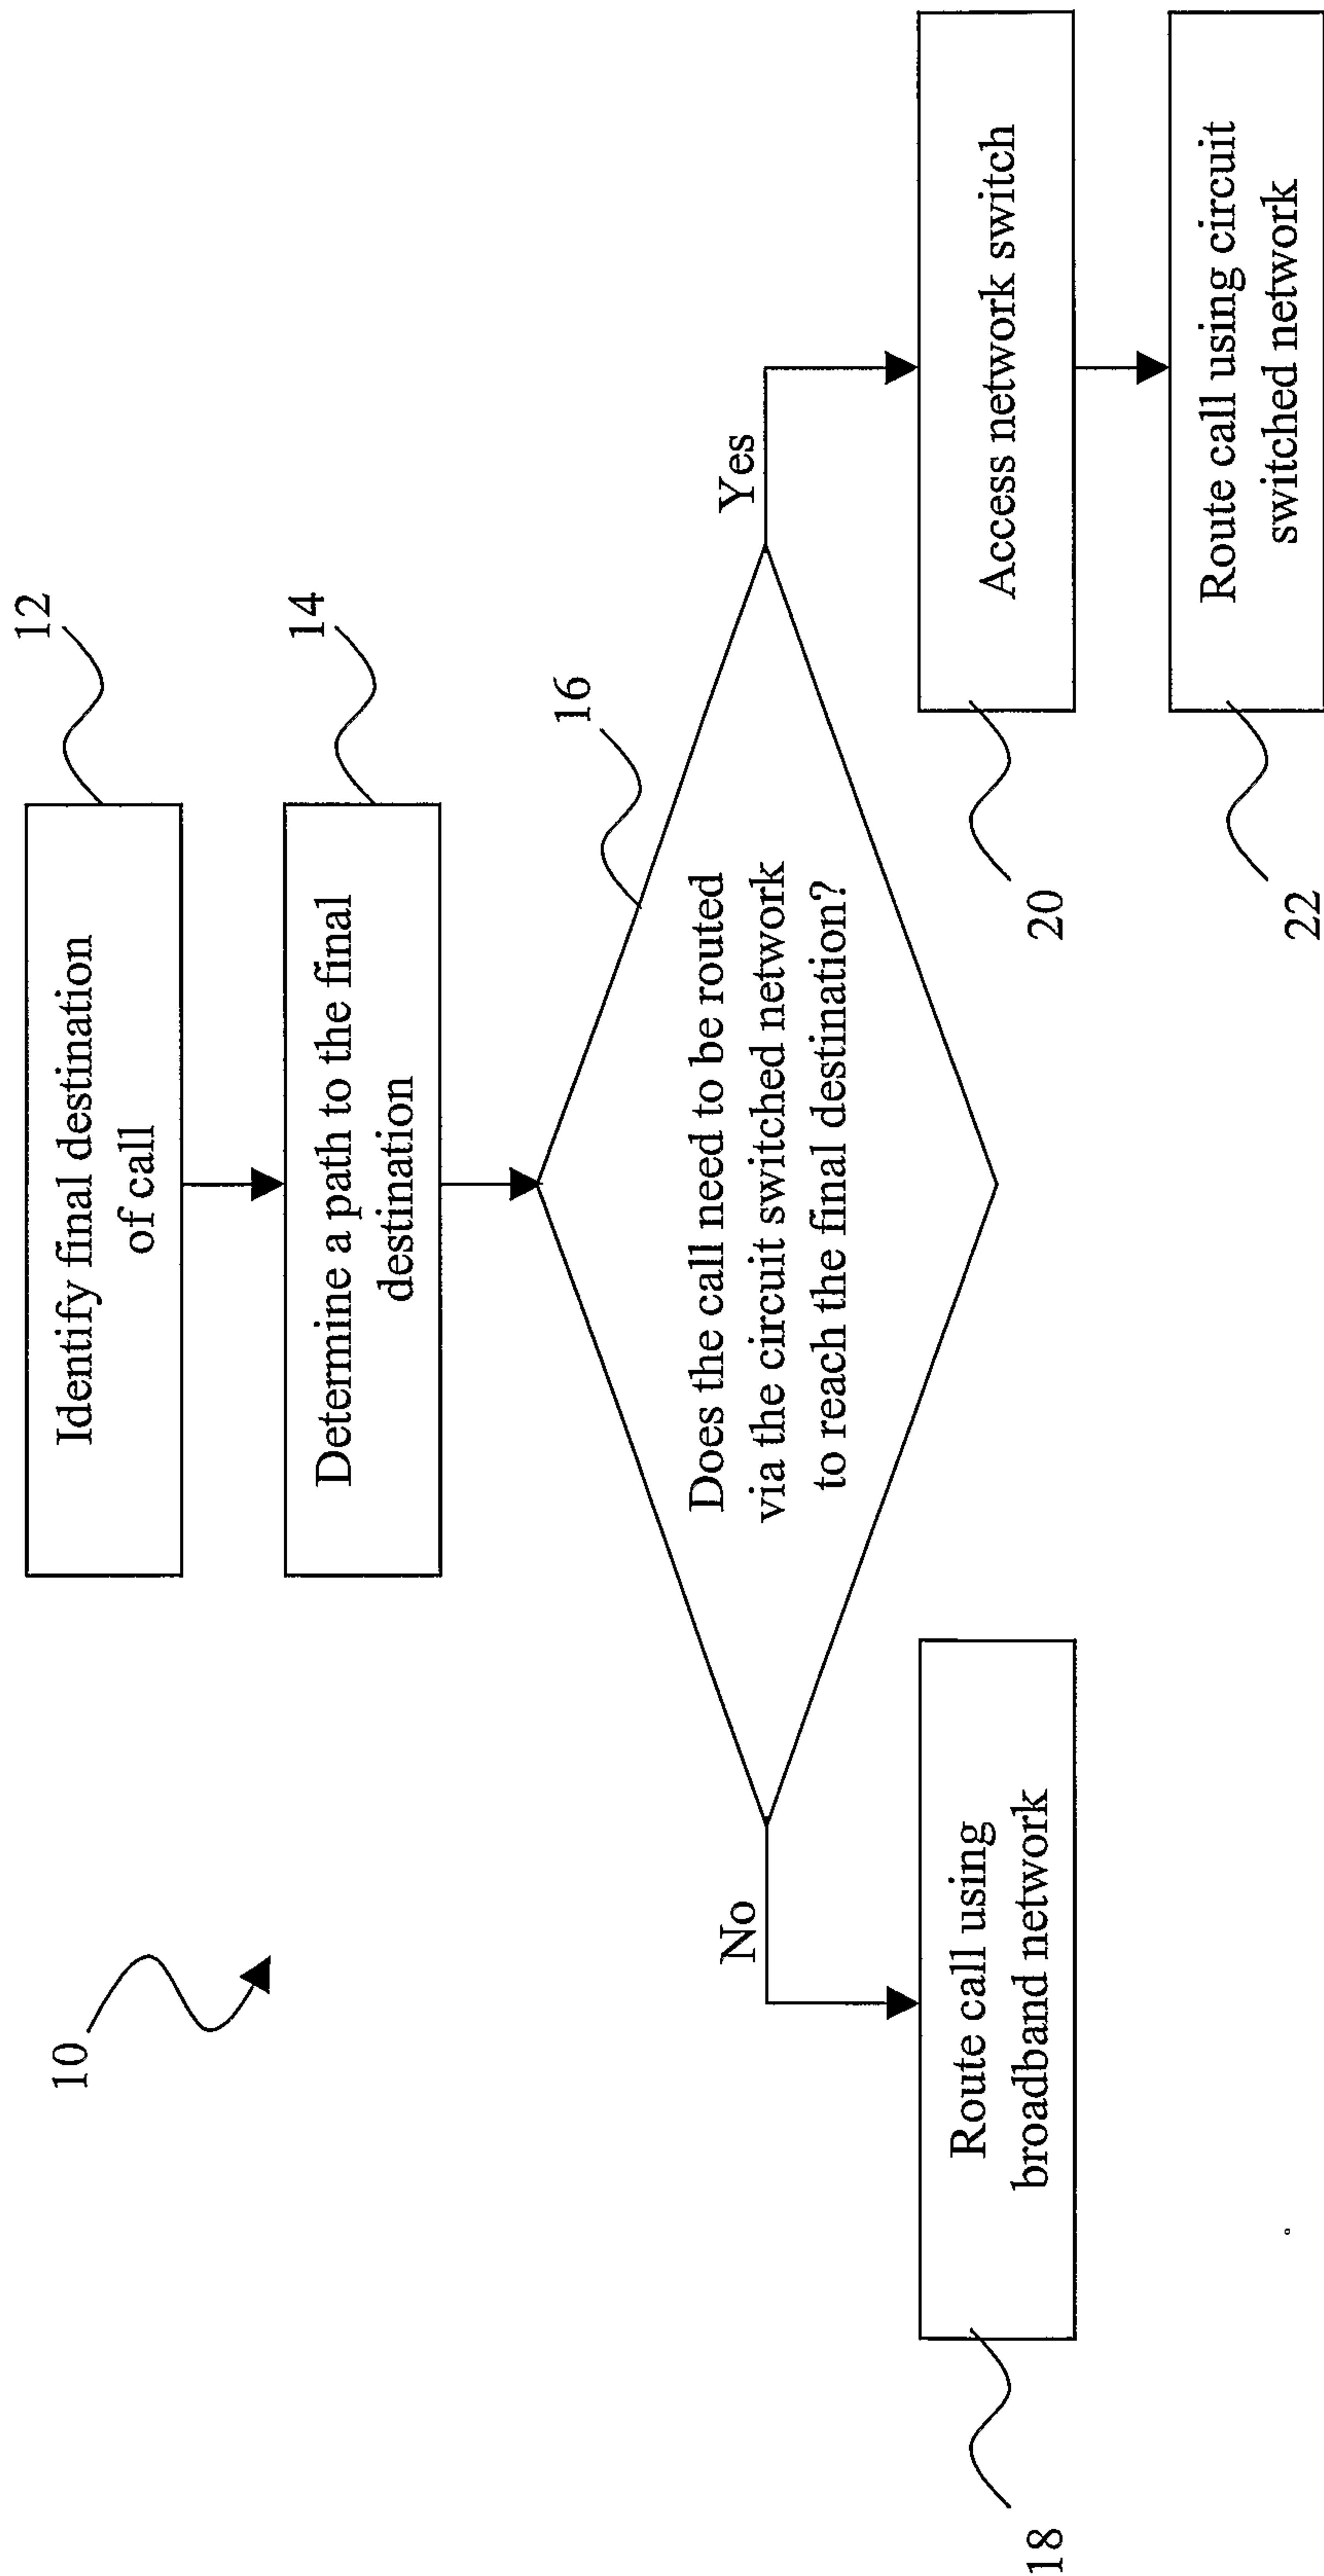 10
12
Identify final destination
of call
14
Determine a path to the final
destination
16
Does the call need to be routed
via the circuit switched network
to reach the final destination?
No
Yes
18
Route call using
broadband network
20
Access network switch
22
Route call using circuit
switched network